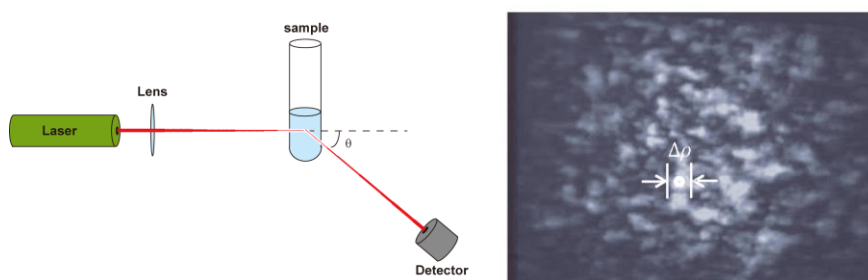 sample
Lens
Laser
θ
Detector
Δρ